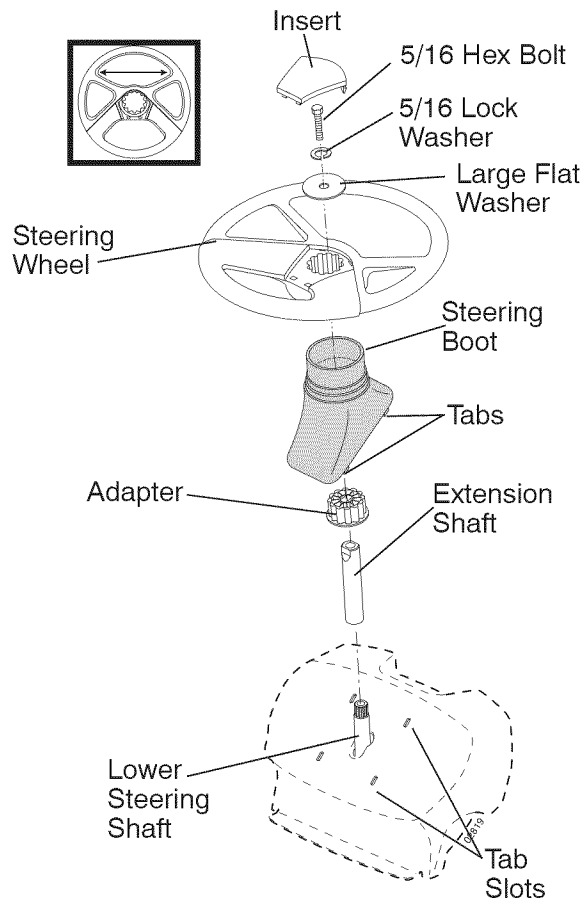 Insert
5/16 Hex Bolt
5/16 Lock
Washer
Large Flat
Washer
Steering
Wheel
Steering
Boot
Tabs
Adapter
Extension
Shaft
Lower
Steering
Shaft
02819
Tab
Slots